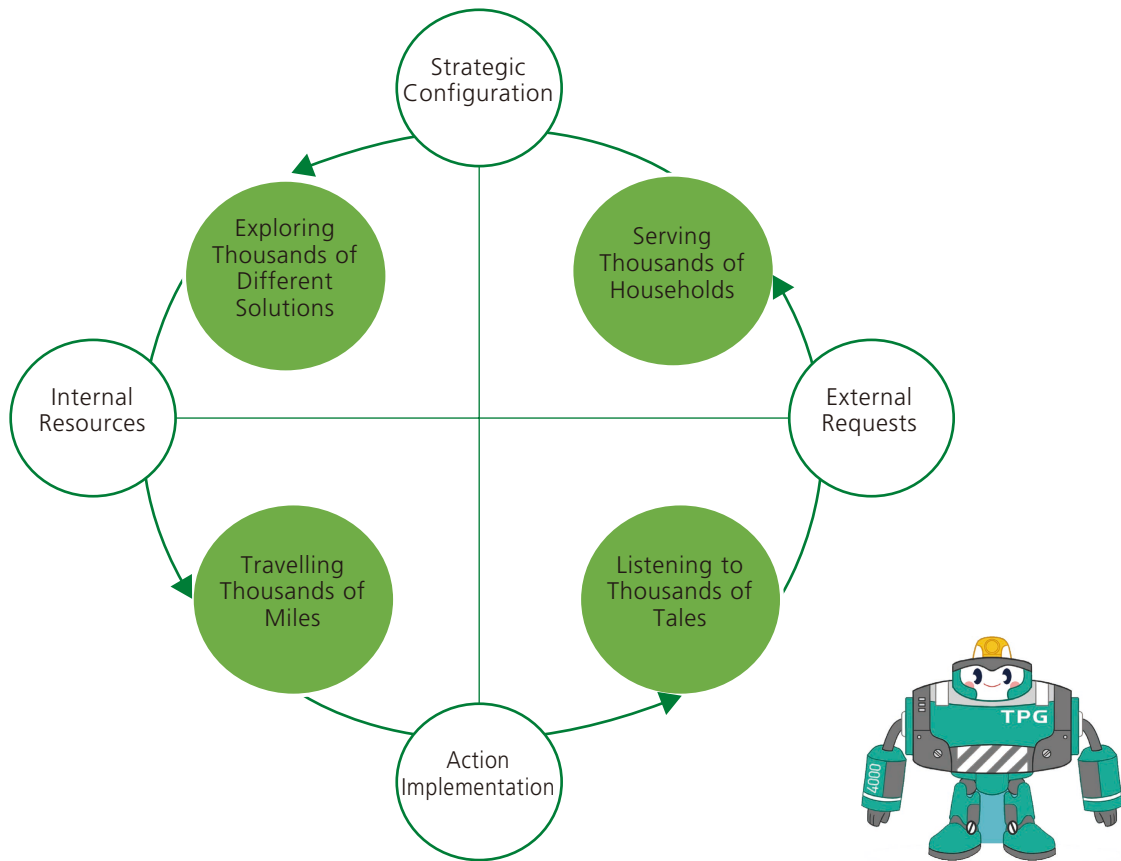 Strategic
Configuration
Exploring
Thousands of
Different
Solutions
Serving
Thousands of
Households
Internal
Resources
External
Requests
Travelling
Thousands of
Miles
Listening to
Thousands of
Tales
Action
Implementation
TPG
4000